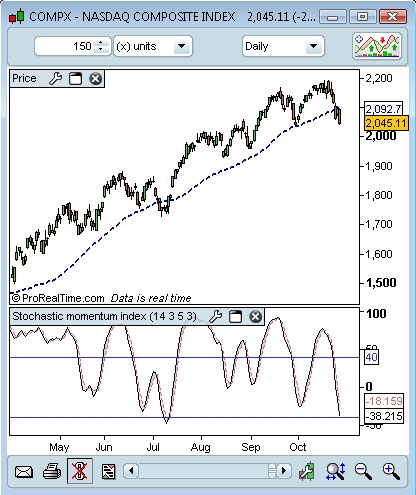 COMPX - NASDAQ COMPOSITE INDEX 2,045.11 (-2...
150 (x) units Daily
Price
2,200
2,092.7
2,045.11
2,000
1,900
1,800
1,700
1,600
1,500
© ProRealTime.com Data is real time
Stochastic momentum index (14 3 5 3)
100
40
0
-18.159
-38.215
May Jun Jul Aug Sep Oct